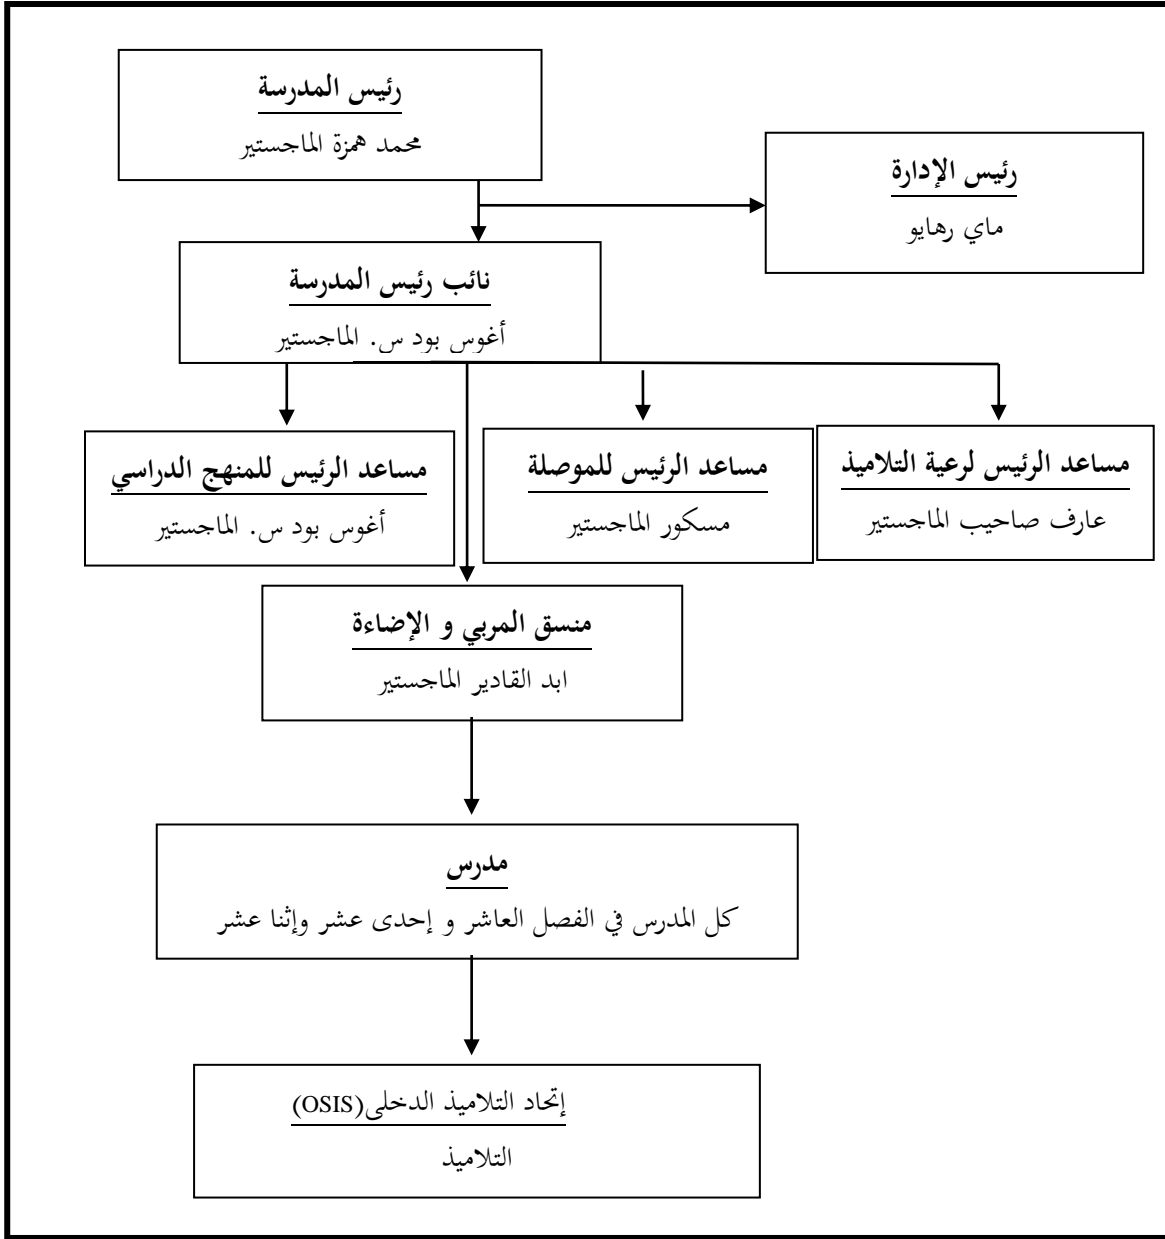 رئيس المدرسة
محمد همزة الماجستير
رئيس الإدارة
ماي رهايو
نائب رئيس المدرسة
أغوس بود س. الماجستير
مساعد الرئيس لرعية التلاميذ
عارف صاحيب الماجستير
مساعد الرئيس للموصلة
مسكور الماجستير
مساعد الرئيس للمنهج الدراسي
أغوس بود س. الماجستير
منسق المربي و الإضاءة
ابد القادير الماجستير
مدرس
كل المدرس في الفصل العاشر و إحدى عشر وإثنا عشر
إتحاد التلاميذ الدخلى(OSIS)
التلاميذ